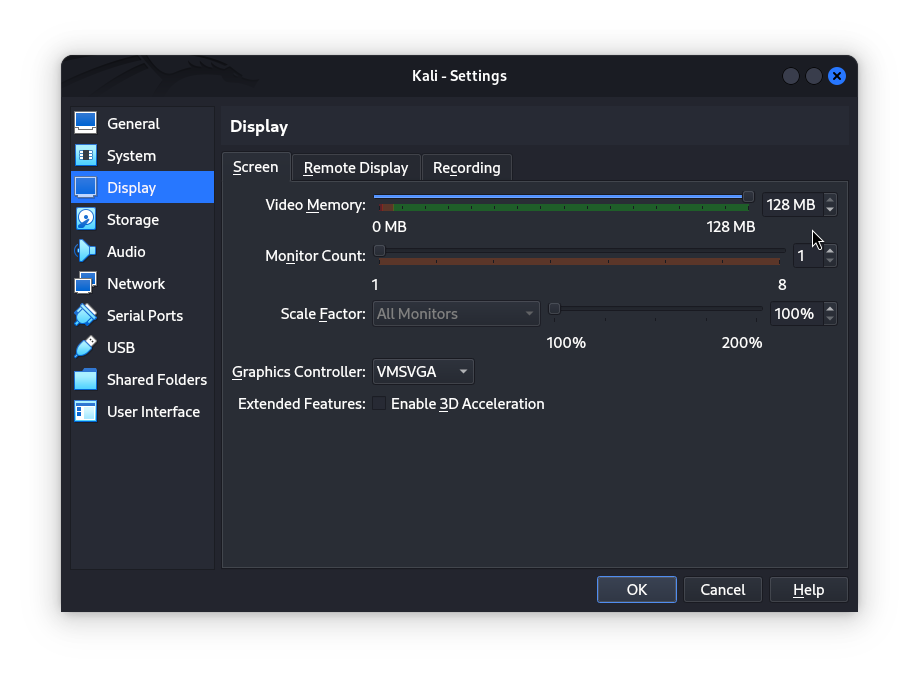 Kali - Settings
General
System
Display
Storage
Audio
Network
Serial Ports
USB
Shared Folders
User Interface
Display
Screen Remote Display Recording
Video Memory: 128 MB
0 MB 128 MB
Monitor Count: 1
1 8
Scale Factor: All Monitors 100%
100% 200%
Graphics Controller: VMSVGA
Extended Features: Enable 3D Acceleration
OK Cancel Help